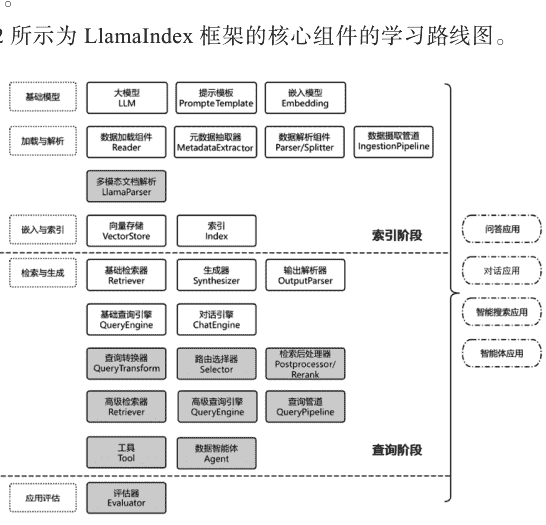 。
2 所示为 LlamaIndex 框架的核心组件的学习路线图。
基础模型
大模型
LLM
提示模板
PrompteTemplate
嵌入模型
Embedding
加载与解析
数据加载组件
Reader
元数据抽取器
MetadataExtractor
数据解析组件
Parser/Splitter
数据摄取管道
IngestionPipeline
多模态文档解析
LlamaParser
嵌入与索引
向量存储
VectorStore
索引
Index
索引阶段
检索与生成
基础检索器
Retriever
生成器
Synthesizer
输出解析器
OutputParser
基础查询引擎
QueryEngine
对话引擎
ChatEngine
查询转换器
QueryTransform
路由选择器
Selector
检索后处理器
Postprocessor/
Rerank
高级检索器
Retriever
高级查询引擎
QueryEngine
查询管道
QueryPipeline
工具
Tool
数据智能体
Agent
查询阶段
应用评估
评估器
Evaluator
问答应用
对话应用
智能搜索应用
智能体应用